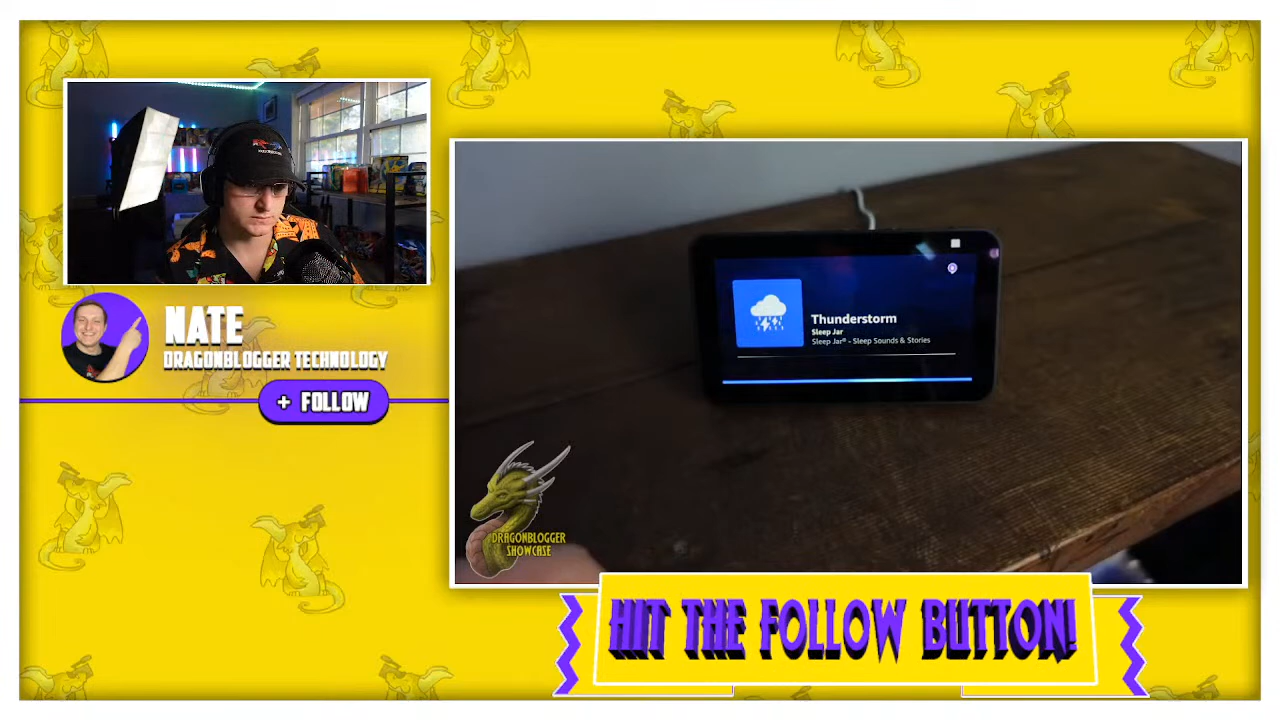 NATE
DRAGONBLOGGER TECHNOLOGY
+ FOLLOW
Thunderstorm
Sleep Jar
Sleep Jar® - Sleep Sounds & Stories
DRAGONBLOGGER
SHOWCASE
HIT THE FOLLOW BUTTON!